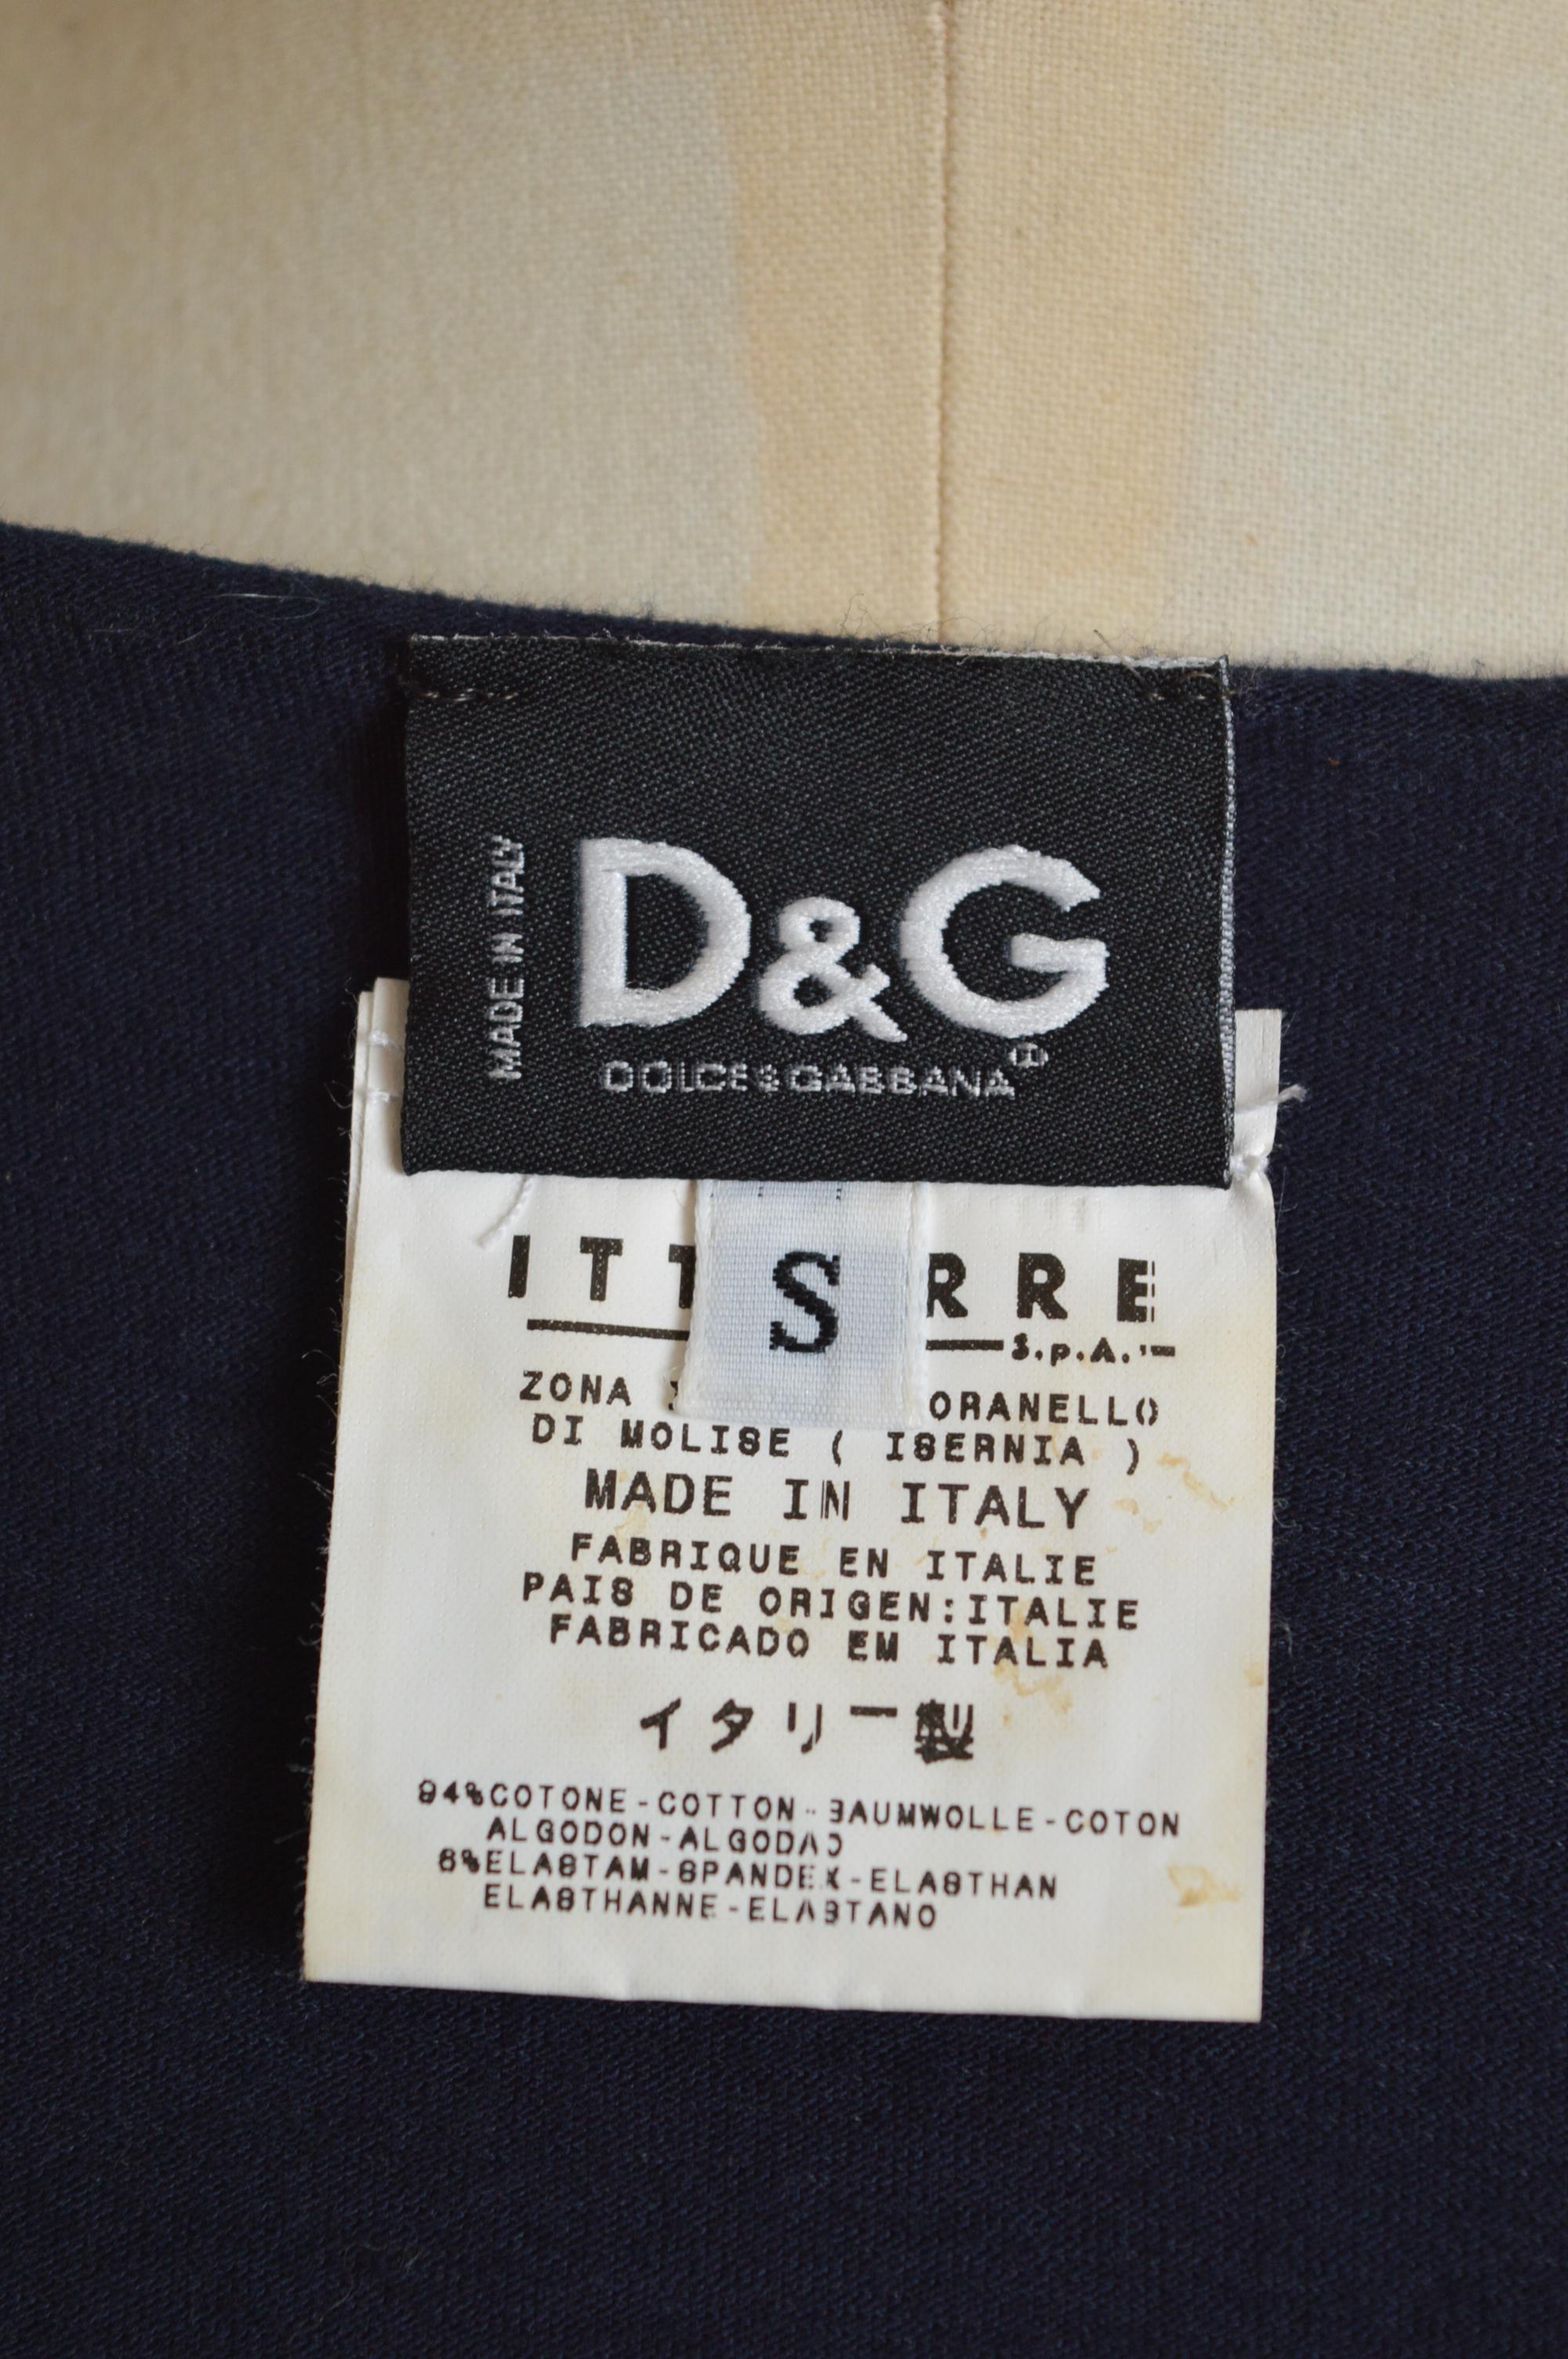 MADE IN ITALY
D&G
DOLCE&GABBANA®
S
S.p.A.
ZONA
DI MOLISE ( ISERNIA )
MADE IN ITALY
FABRIQUE EN ITALIE
PAIS DE ORIGEN:ITALIE
FABRICADO EM ITALIA
イタリー製
94%COTONE-COTTON-BAUMWOLLE-COTON
ALGODON-ALGODAO
6%ELASTAM-SPANDEX-ELASTHAN
ELASTHANNE-ELASTANO